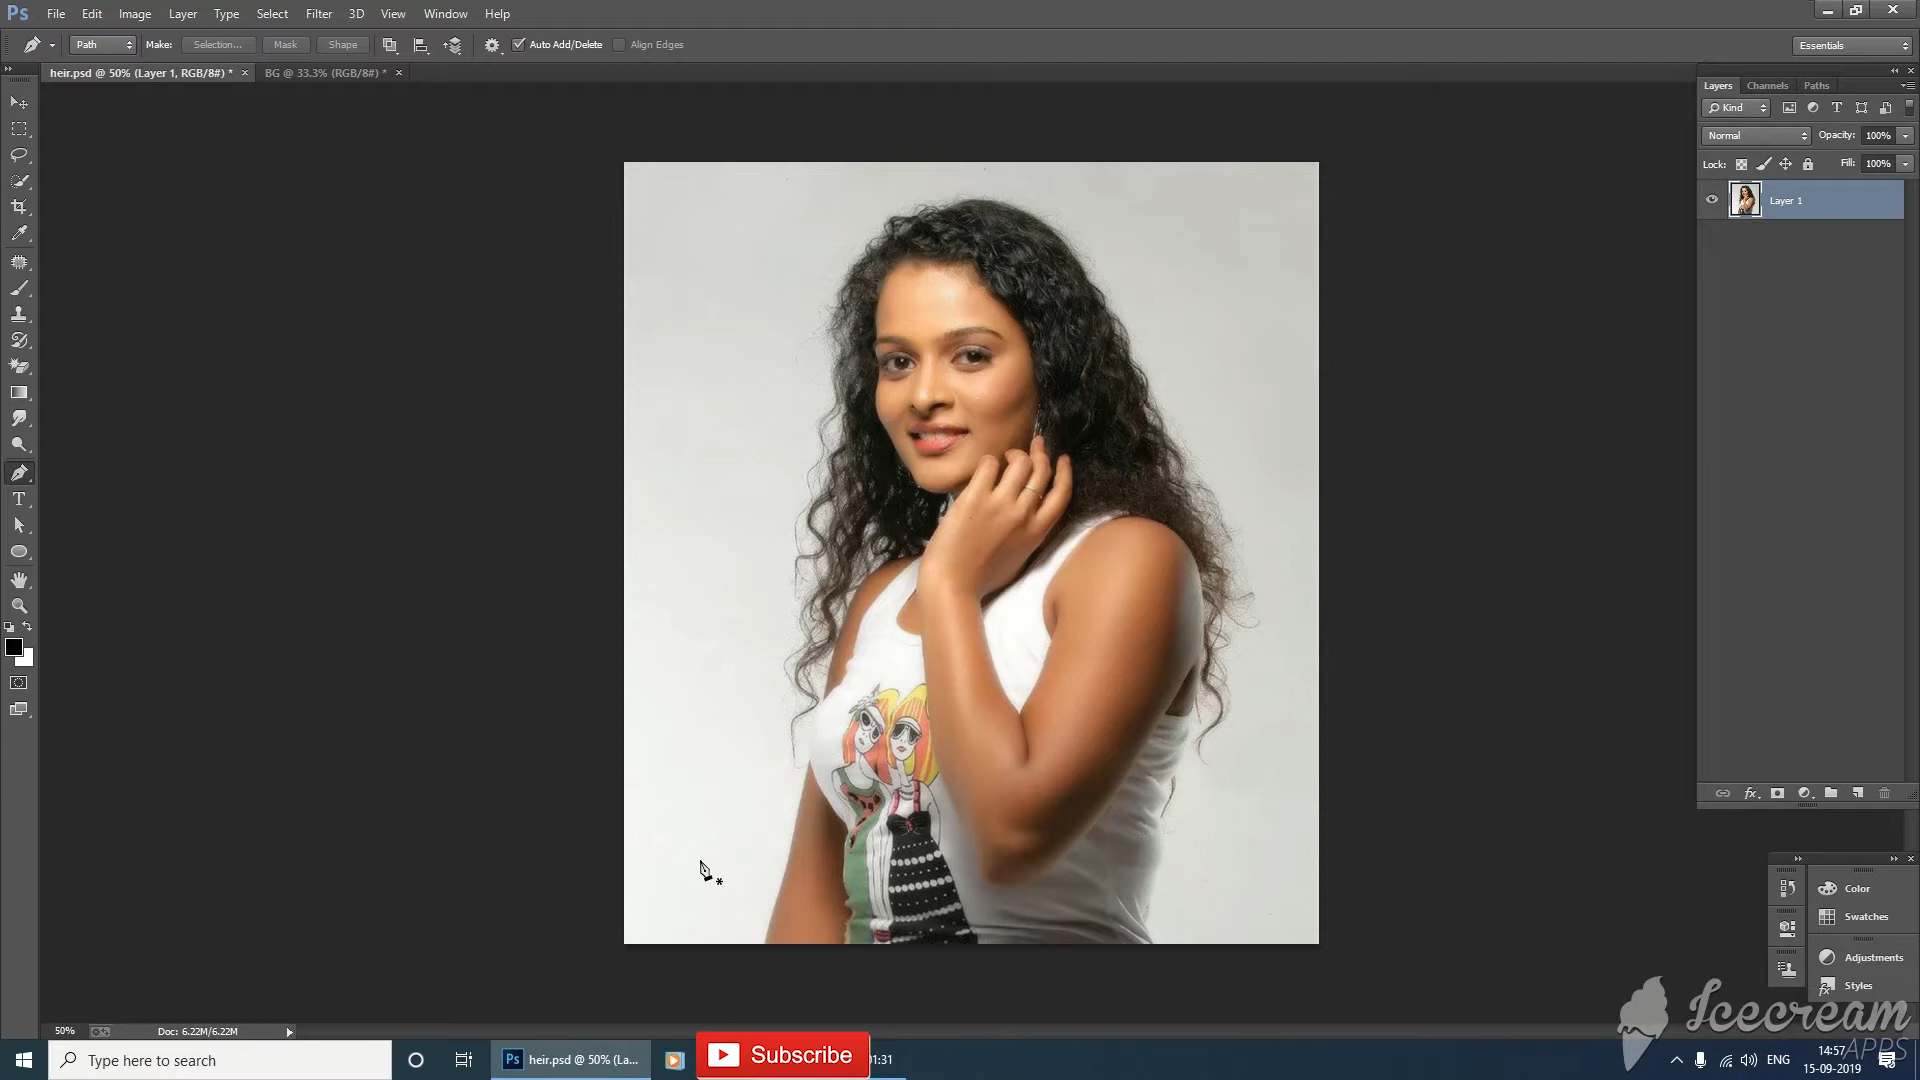 Ps File Edit Image Layer Type Select Filter 3D View Window Help
Path Make: Selection... Mask Shape Auto Add/Delete Align Edges Essentials
heir.psd @ 50% (Layer 1, RGB/8#) * × BG @ 33.3% (RGB/8#) * ×
Layers Channels Paths
Kind
Normal Opacity: 100%
Lock: Fill: 100%
Layer 1
Color
Swatches
Adjustments
Styles
50% Doc: 6.22M/6.22M
Icecream
APPS
Type here to search
Ps heir.psd @ 50% (La...
Subscribe
01:31
ENG
14:57
15-09-2019